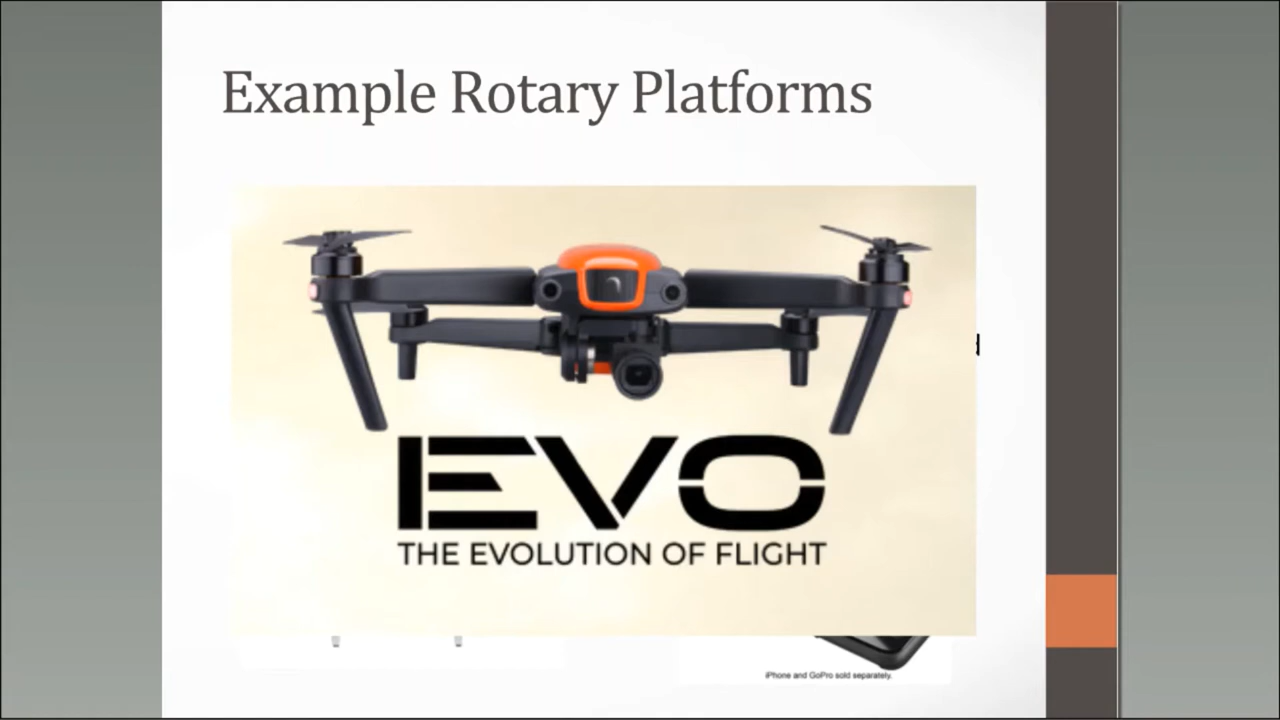 Example Rotary Platforms
EVO
THE EVOLUTION OF FLIGHT
iPhone and GoPro sold separately.